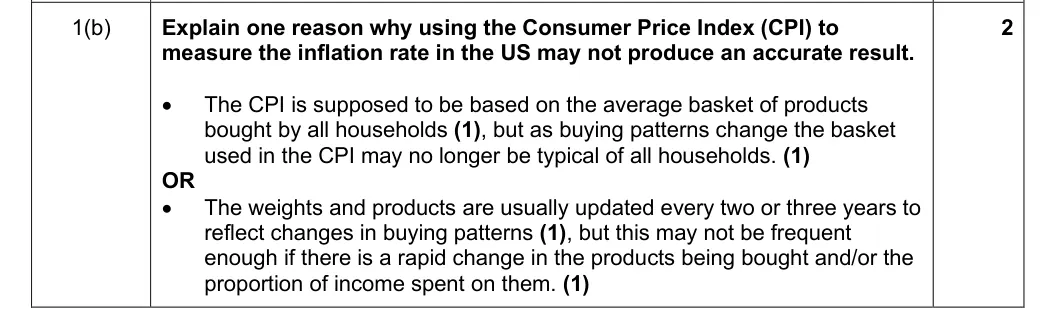 1(b) Explain one reason why using the Consumer Price Index (CPI) to 2
measure the inflation rate in the US may not produce an accurate result.
• The CPI is supposed to be based on the average basket of products
bought by all households (1), but as buying patterns change the basket
used in the CPI may no longer be typical of all households. (1)
OR
• The weights and products are usually updated every two or three years to
reflect changes in buying patterns (1), but this may not be frequent
enough if there is a rapid change in the products being bought and/or the
proportion of income spent on them. (1)